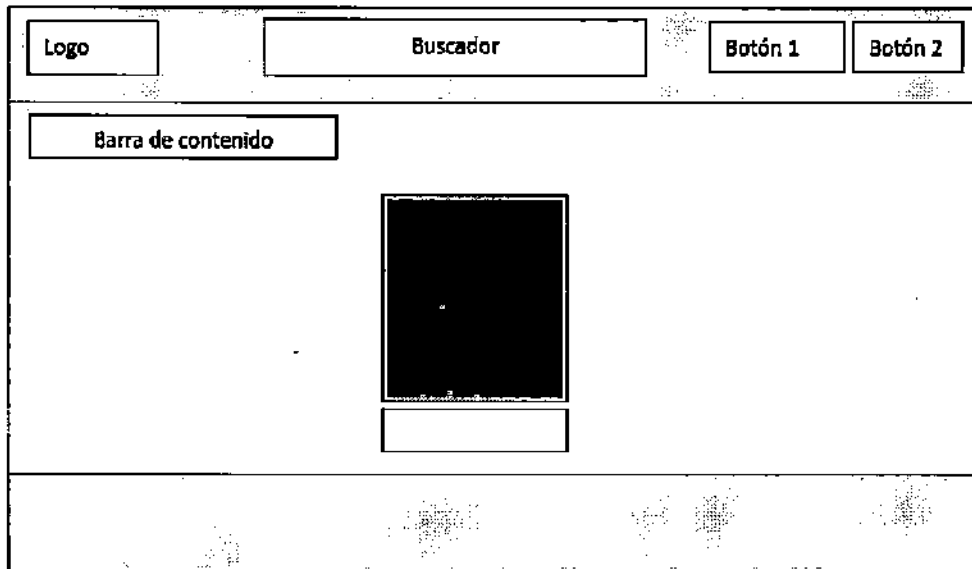 Logo
Buscador
Botón 1
Botón 2
Barra de contenido